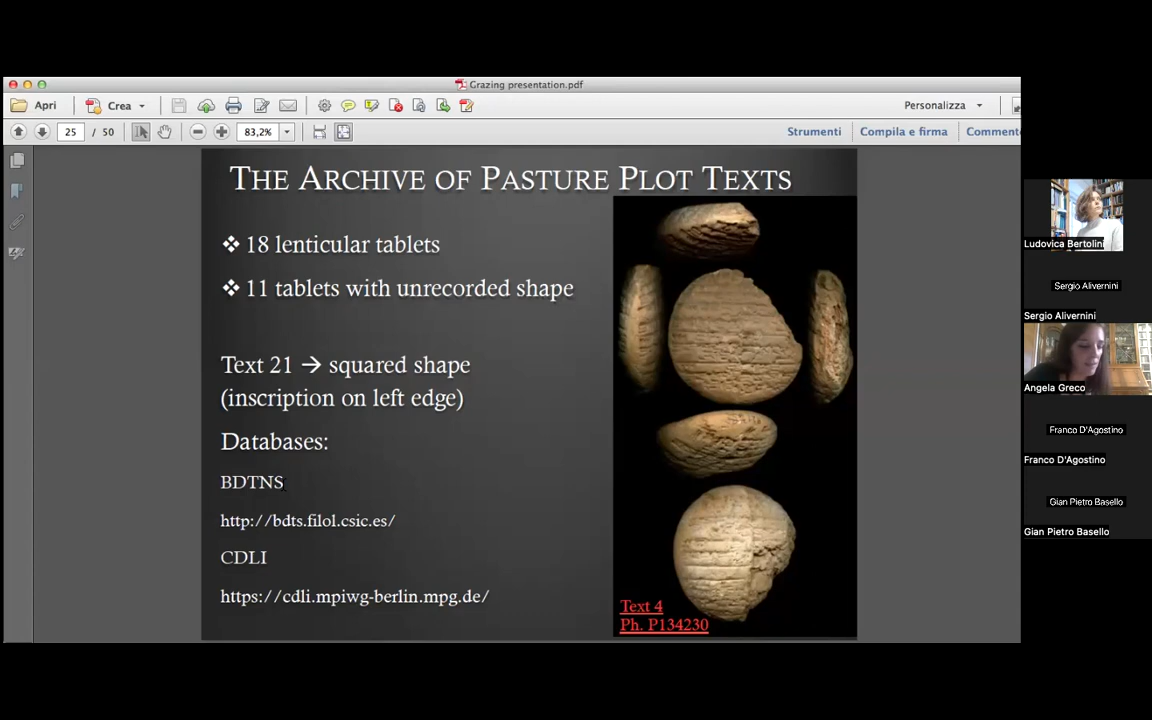 Grazing presentation.pdf
Apri
Crea
Personalizza
25 / 50
83,2%
Strumenti
Compila e firma
Comment
THE ARCHIVE OF PASTURE PLOT TEXTS
❖ 18 lenticular tablets
❖ 11 tablets with unrecorded shape
Text 21 → squared shape
(inscription on left edge)
Databases:
BDTNS
http://bdts.filol.csic.es/
CDLI
https://cdli.mpiwg-berlin.mpg.de/
Text 4
Ph. P134230
Ludovica Bertolini
Sergio Alivernini
Sergio Alivernini
Angela Greco
Franco D'Agostino
Franco D'Agostino
Gian Pietro Basello
Gian Pietro Basello